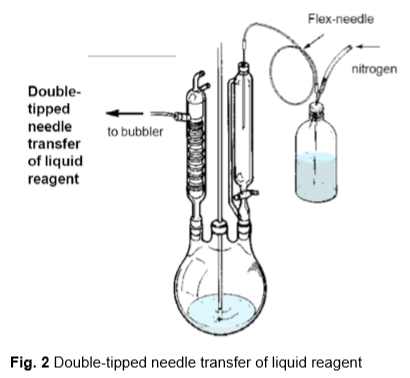 Flex-needle
nitrogen
Double-
tipped
needle
transfer
of liquid
reagent
to bubbler
Fig. 2 Double-tipped needle transfer of liquid reagent